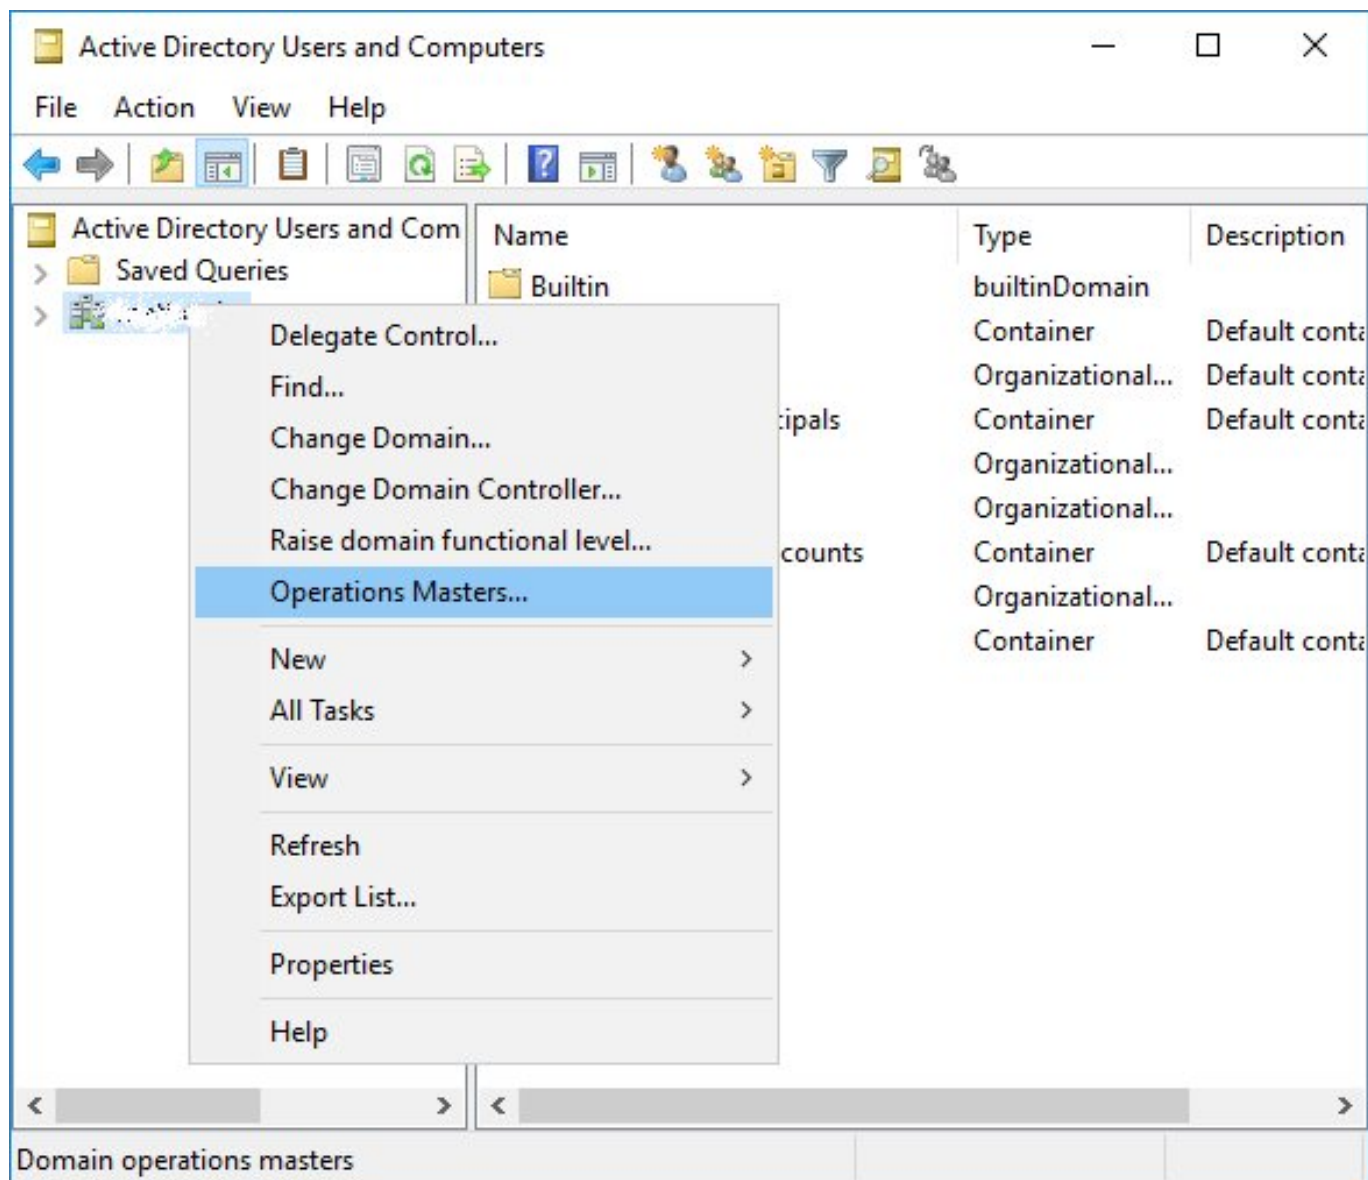 Active Directory Users and Computers
File Action View Help
Active Directory Users and Com
Saved Queries
Name Type Description
Builtin builtinDomain
Container Default conta
Organizational... Default conta
cipals Container Default conta
Organizational...
Organizational...
counts Container Default conta
Organizational...
Container Default conta
Delegate Control...
Find...
Change Domain...
Change Domain Controller...
Raise domain functional level...
Operations Masters...
New
All Tasks
View
Refresh
Export List...
Properties
Help
Domain operations masters